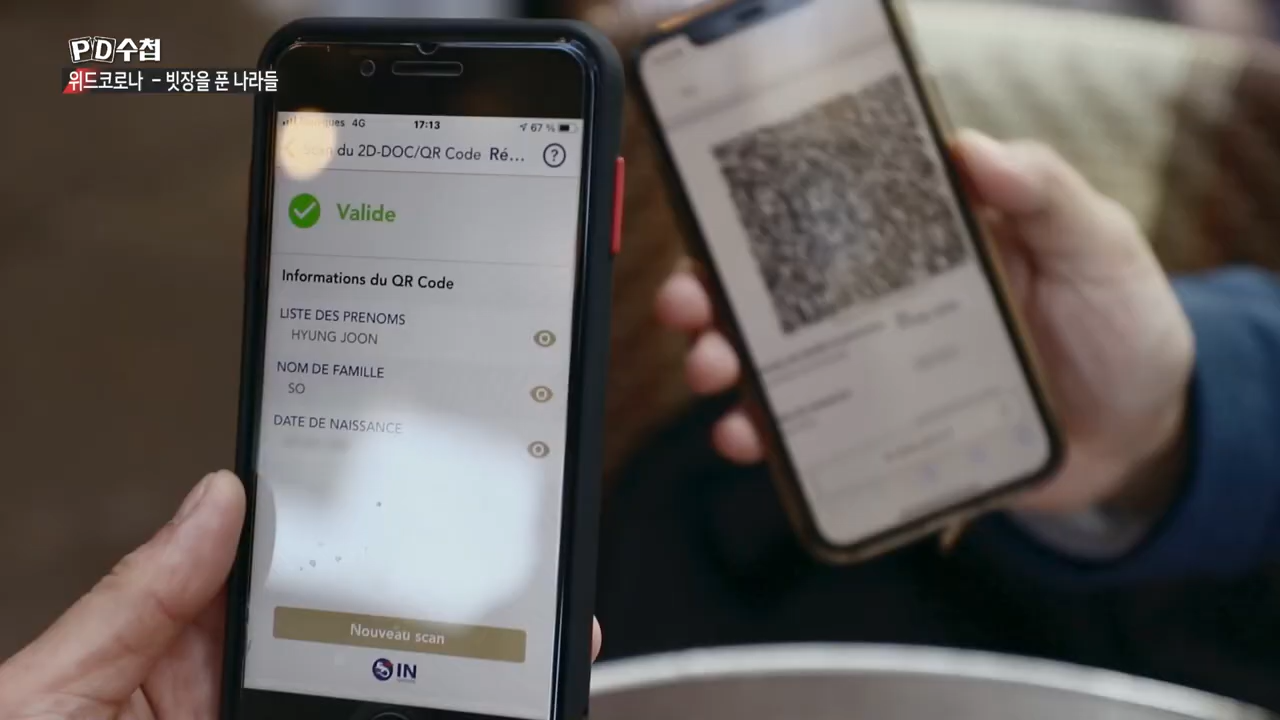 PD수첩
위드코로나 - 빗장을 푼 나라들
4G 17:13 67 %
du 2D-DOC/QR Code Ré...
Valide
Informations du QR Code
LISTE DES PRENOMS
HYUNG JOON
NOM DE FAMILLE
SO
DATE DE NAISSANCE
Nouveau scan
IN